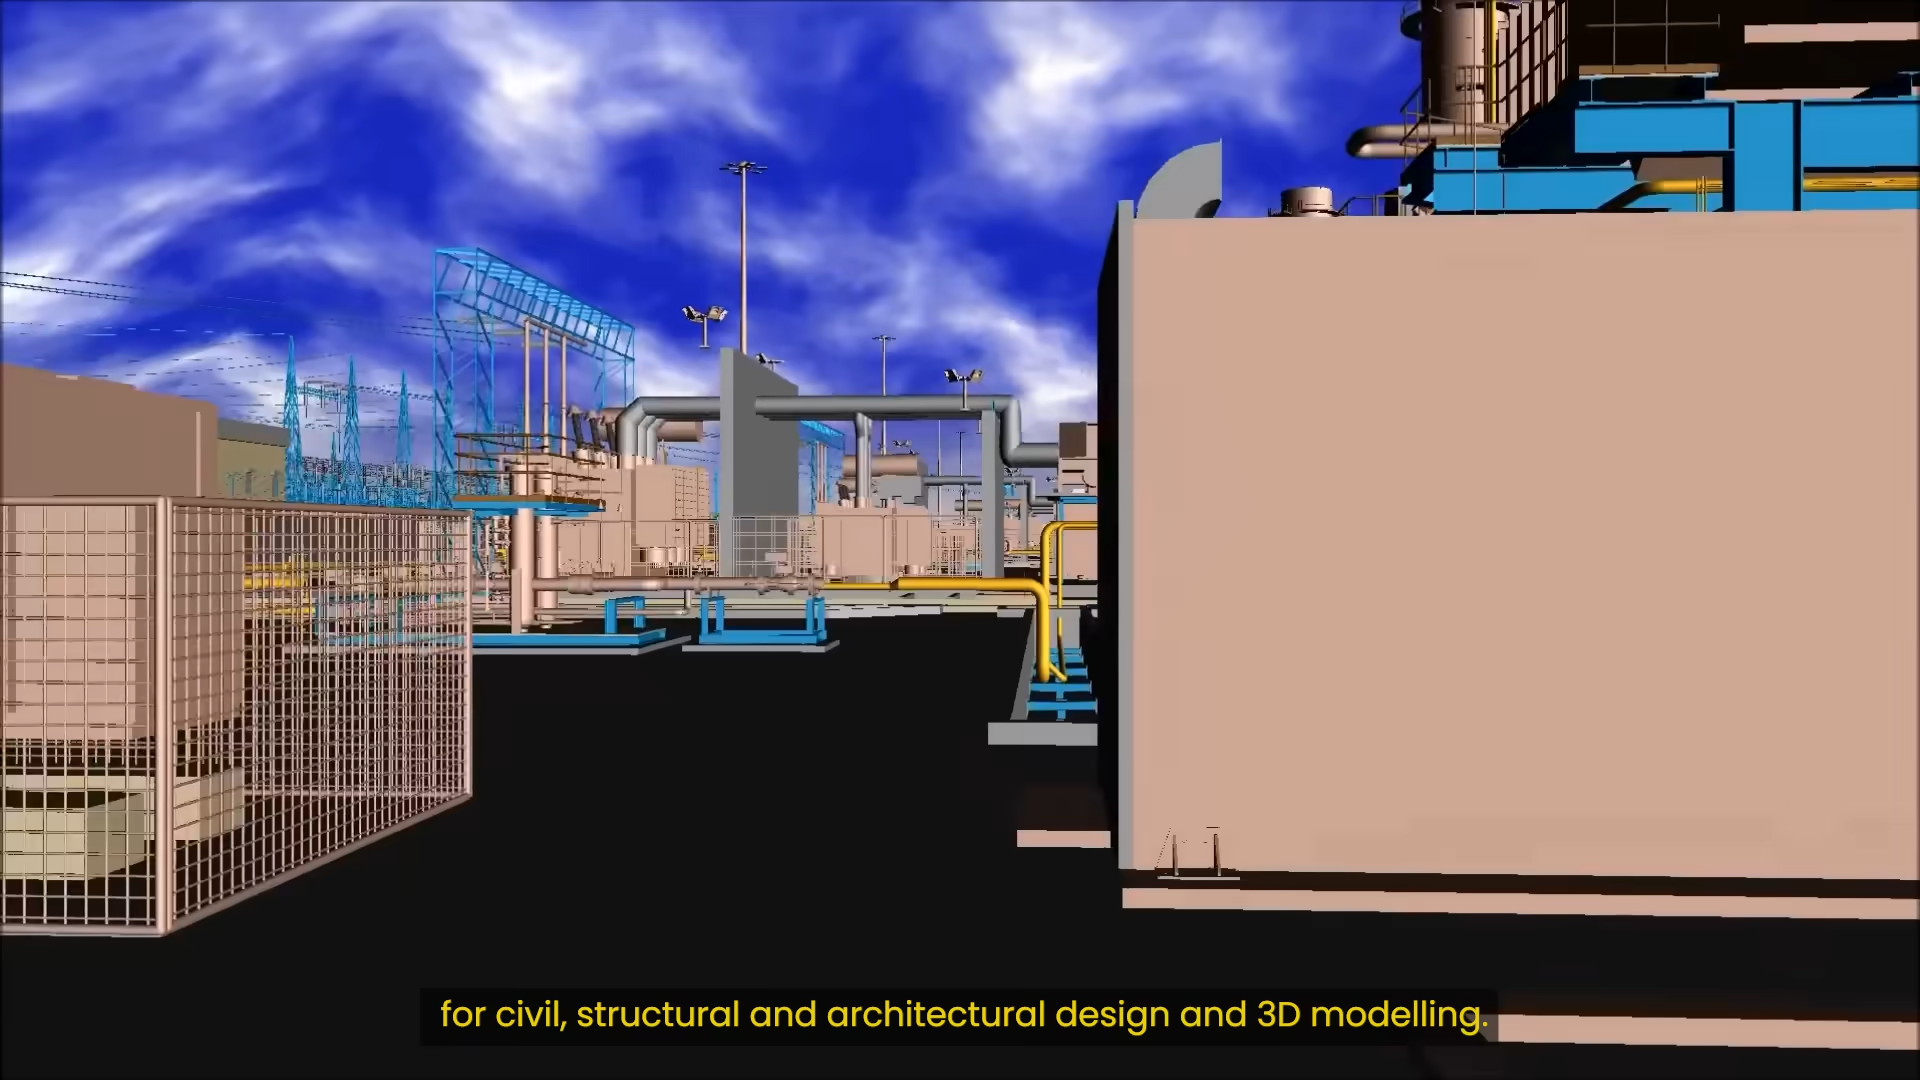 for civil, structural and architectural design and 3D modelling.